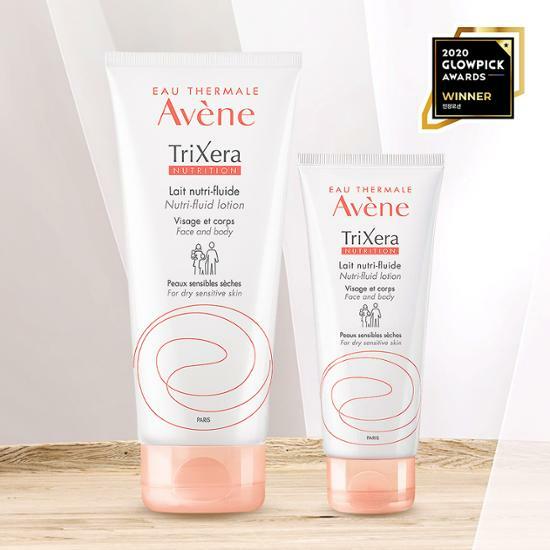 EAU THERMALE
Avène
TriXera
NUTRITION
Lait nutri-fluide
Nutri-fluid lotion
Visage et corps
Face and body
Peaux sensibles sèches
For dry sensitive skin
PARIS
EAU THERMALE
Avène
TriXera
NUTRITION
Lait nutri-fluide
Nutri-fluid lotion
Visage et corps
Face and body
Peaux sensibles sèches
For dry sensitive skin
PARIS
2020
GLOWPICK
AWARDS
WINNER